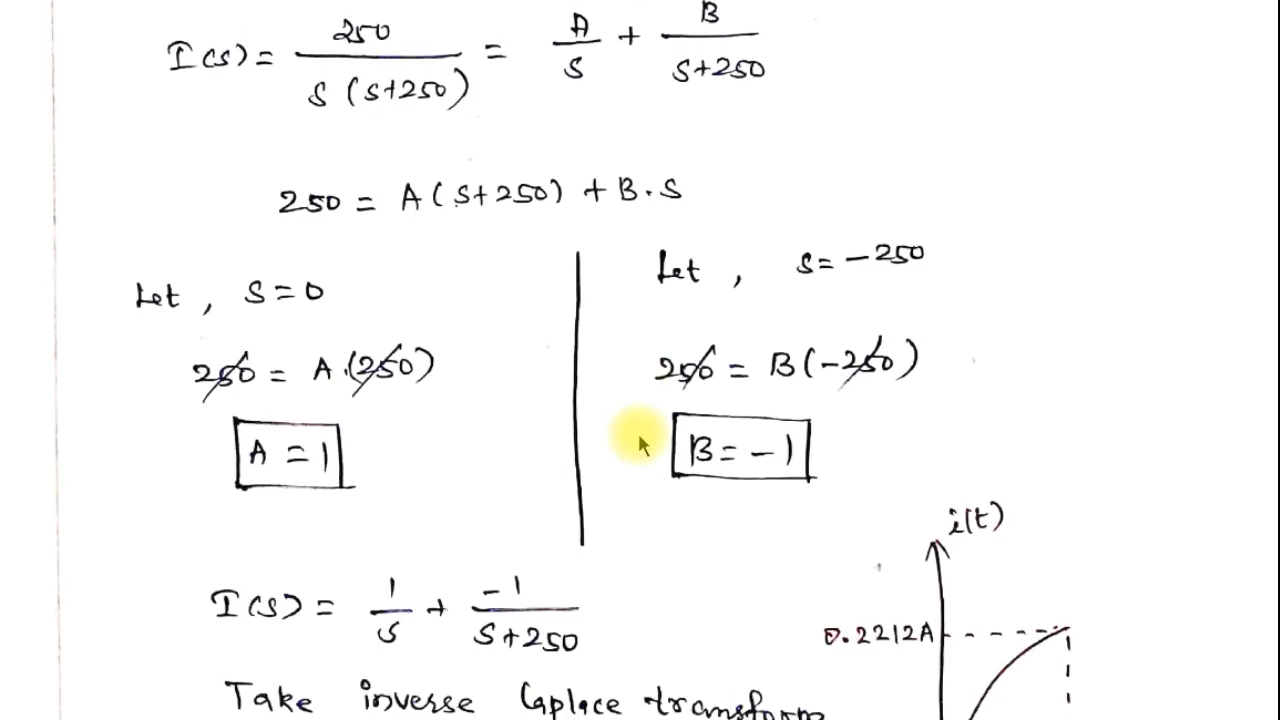 I(s) = 250 / S (S+250) = A/S + B/S+250
250 = A(S+250) + B.S
Let , S=0
250 = A.(250)
A = 1
Let , S= -250
250 = B(-250)
B = -1
I(s) = 1/S + -1/S+250
i(t)
0.2212A
Take inverse Laplace transform